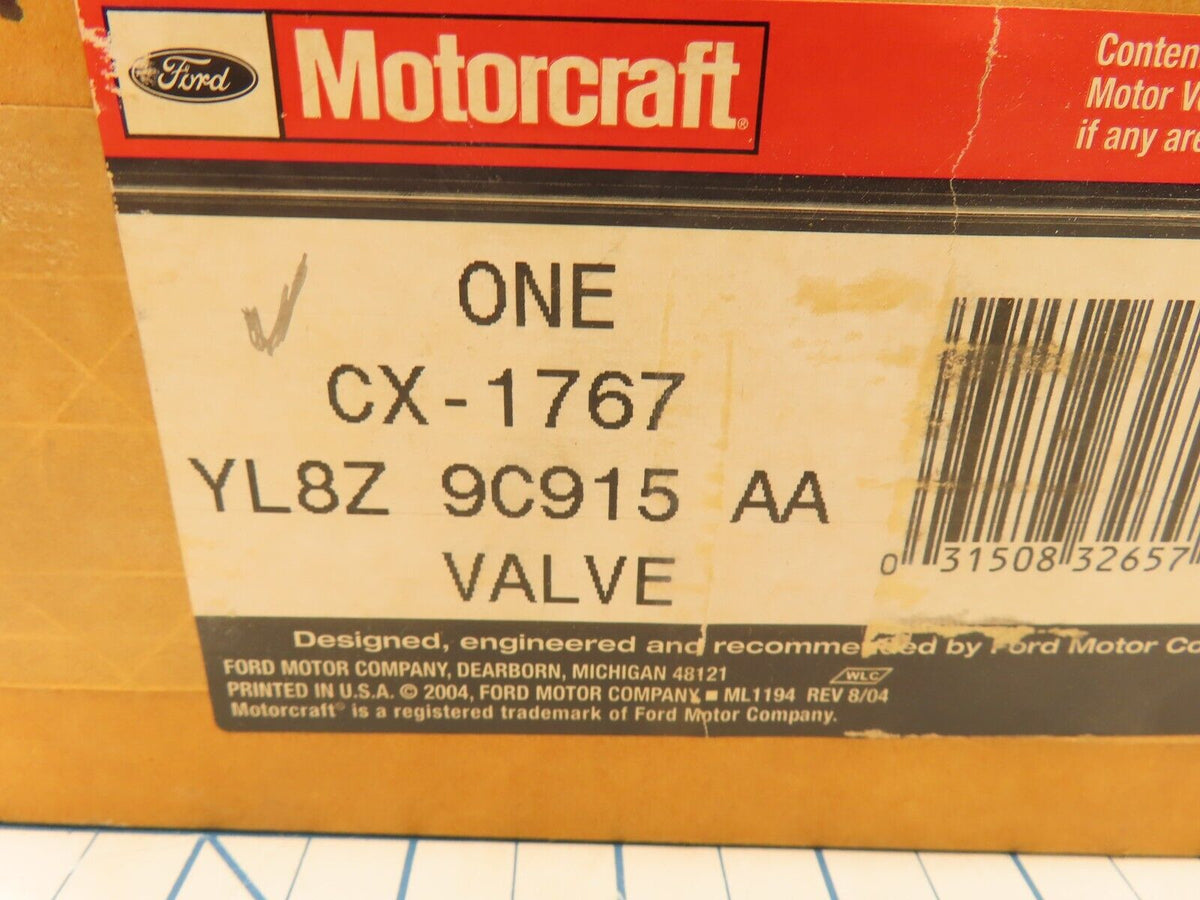 Ford
Motorcraft®
Motor
if any are
ONE
CX-1767
YL8Z 9C915 AA
VALVE
0 31508 32657
Designed, engineered and recommended by Ford Motor
FORD MOTOR COMPANY, DEARBORN, MICHIGAN 48121
WLC
PRINTED IN U.S.A. © 2004, FORD MOTOR COMPANY ■ ML1194 REV 8/04
Motorcraft® is a registered trademark of Ford Motor Company.